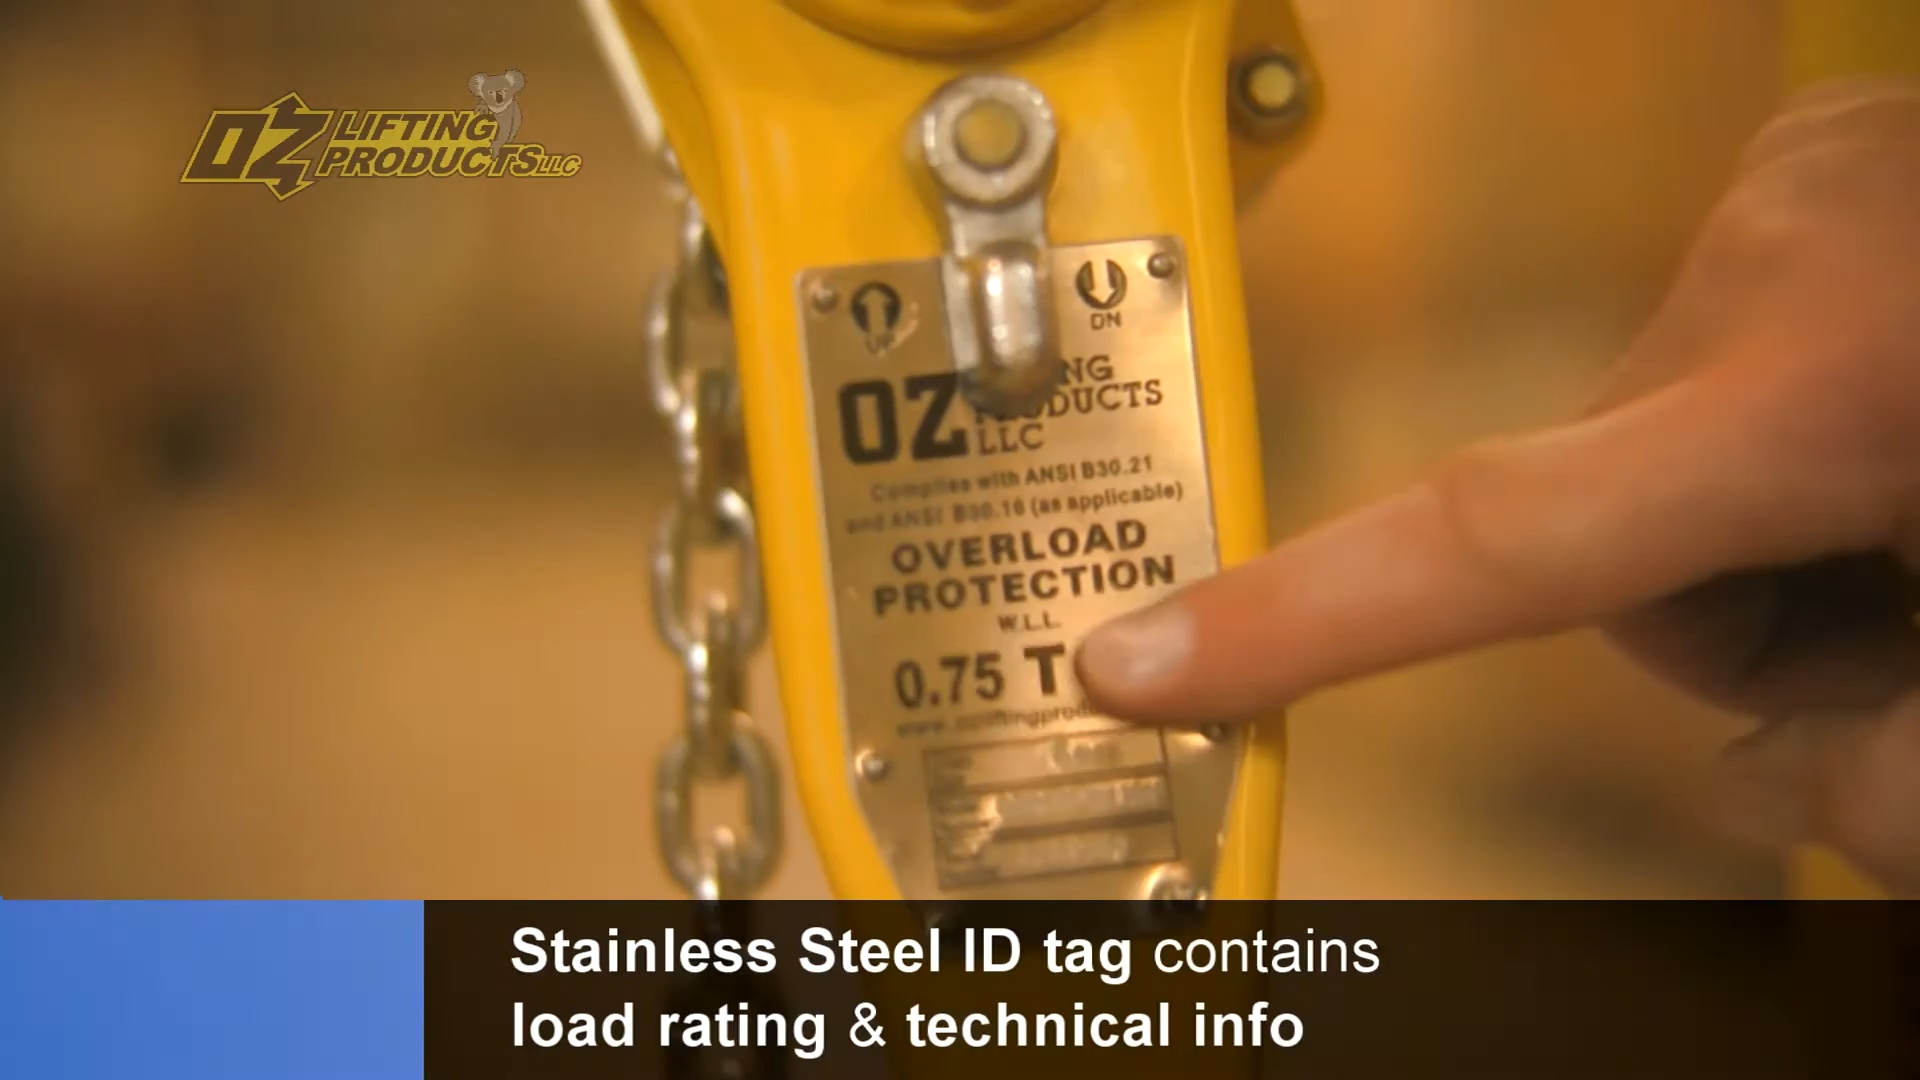 OZ LIFTING
PRODUCTS LLC
UP
DN
OZ
PRODUCTS
LLC
Complies with ANSI B30.21
and ANSI B30.16 (as applicable)
OVERLOAD
PROTECTION
W.L.L.
0.75 T
Stainless Steel ID tag contains
load rating & technical info